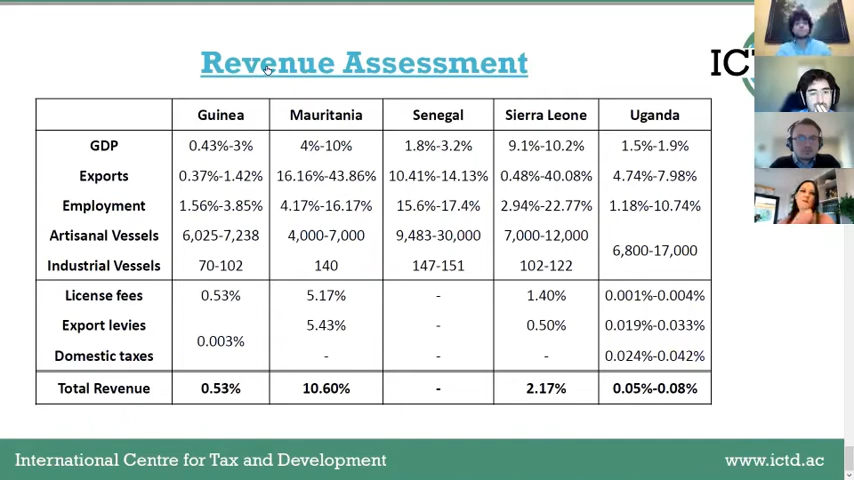 Revenue Assessment
IC
Guinea Mauritania Senegal Sierra Leone Uganda
GDP 0.43%-3% 4%-10% 1.8%-3.2% 9.1%-10.2% 1.5%-1.9%
Exports 0.37%-1.42% 16.16%-43.86% 10.41%-14.13% 0.48%-40.08% 4.74%-7.98%
Employment 1.56%-3.85% 4.17%-16.17% 15.6%-17.4% 2.94%-22.77% 1.18%-10.74%
Artisanal Vessels 6,025-7,238 4,000-7,000 9,483-30,000 7,000-12,000
6,800-17,000
Industrial Vessels 70-102 140 147-151 102-122
License fees 0.53% 5.17% - 1.40% 0.001%-0.004%
Export levies 5.43% - 0.50% 0.019%-0.033%
0.003%
Domestic taxes - - - 0.024%-0.042%
Total Revenue 0.53% 10.60% - 2.17% 0.05%-0.08%
International Centre for Tax and Development www.ictd.ac